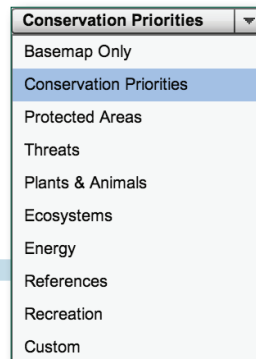 Conservation Priorities
Basemap Only
Conservation Priorities
Protected Areas
Threats
Plants & Animals
Ecosystems
Energy
References
Recreation
Custom